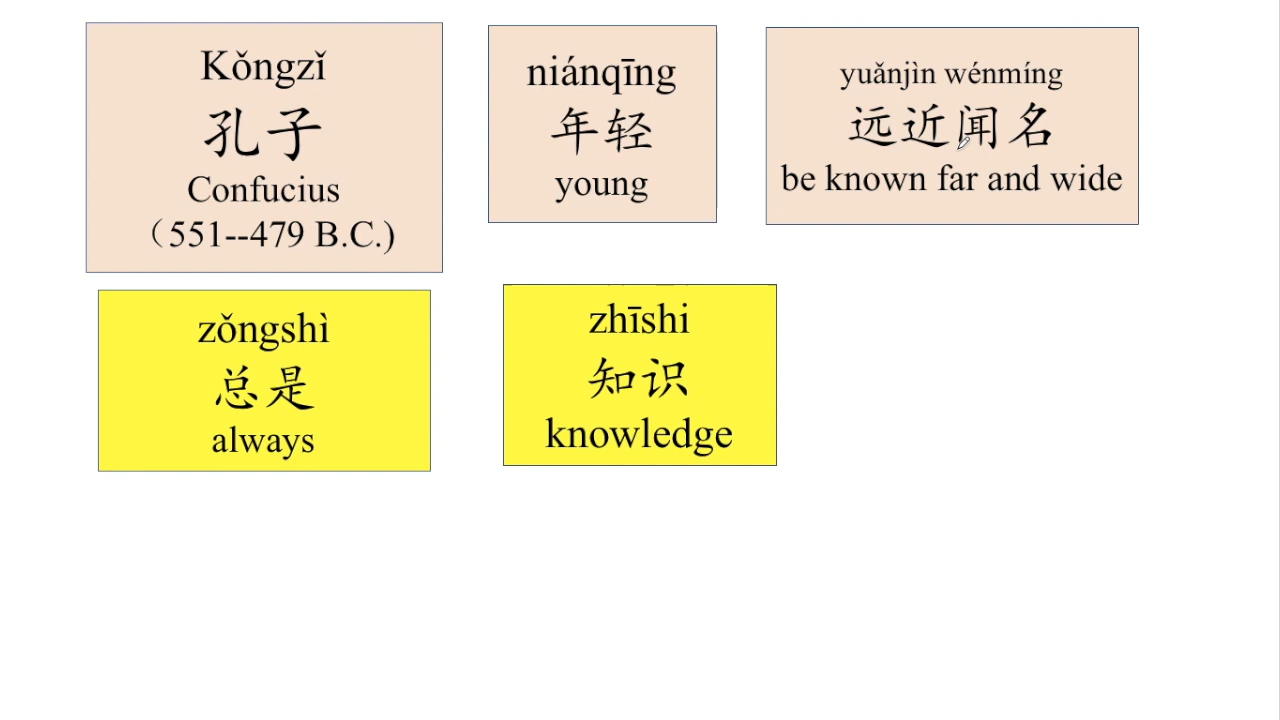 Kǒngzǐ
孔子
Confucius
（551--479 B.C.)
niánqīng
年轻
young
yuǎnjìn wénmíng
远近闻名
be known far and wide
zǒngshì
总是
always
zhīshi
知识
knowledge